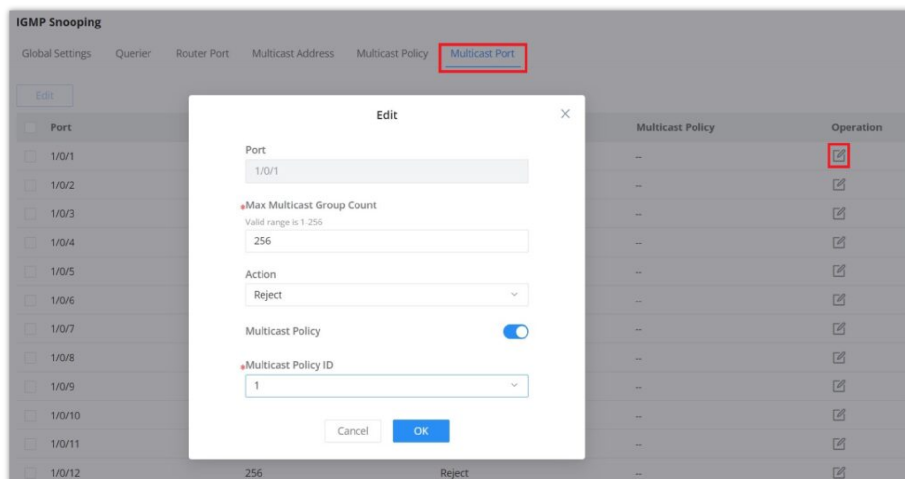 IGMP Snooping
Global Settings Querier Router Port Multicast Address Multicast Policy Multicast Port
Edit
Port Multicast Policy Operation
Edit
Port
1/0/1
*Max Multicast Group Count
Valid range is 1-256
256
Action
Reject
Multicast Policy
*Multicast Policy ID
1
Cancel OK
1/0/1 --
1/0/2 --
1/0/3 --
1/0/4 --
1/0/5 --
1/0/6 --
1/0/7 --
1/0/8 --
1/0/9 --
1/0/10 --
1/0/11 --
1/0/12 256 Reject --